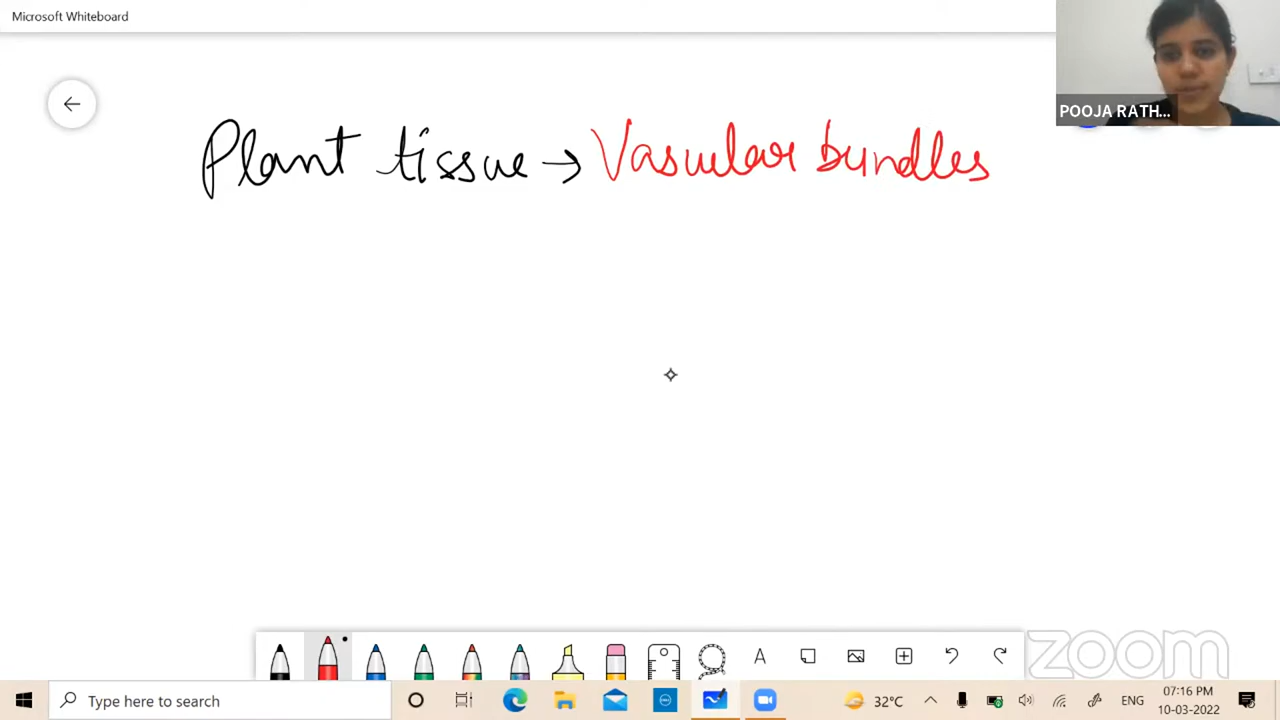 Microsoft Whiteboard
POOJA RATH...
Plant tissue → Vascular bundles
A
zoom
Type here to search
32°C
ENG
07:16 PM
10-03-2022